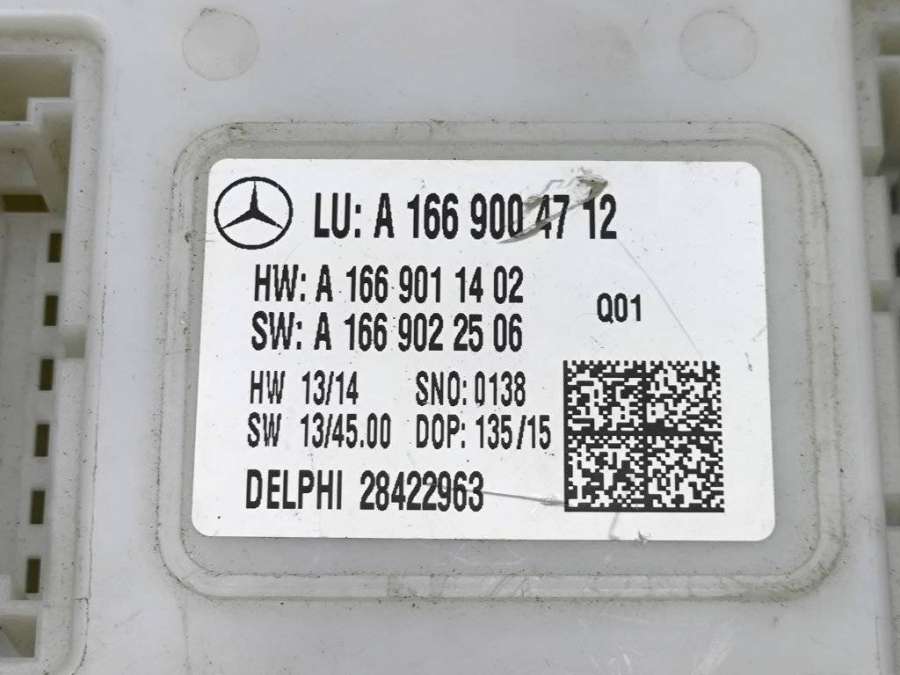 LU: A 166 900 47 12
HW: A 166 901 14 02
SW: A 166 902 25 06
Q01
HW 13/14 SNO: 0138
SW 13/45.00 DOP: 135/15
DELPHI 28422963